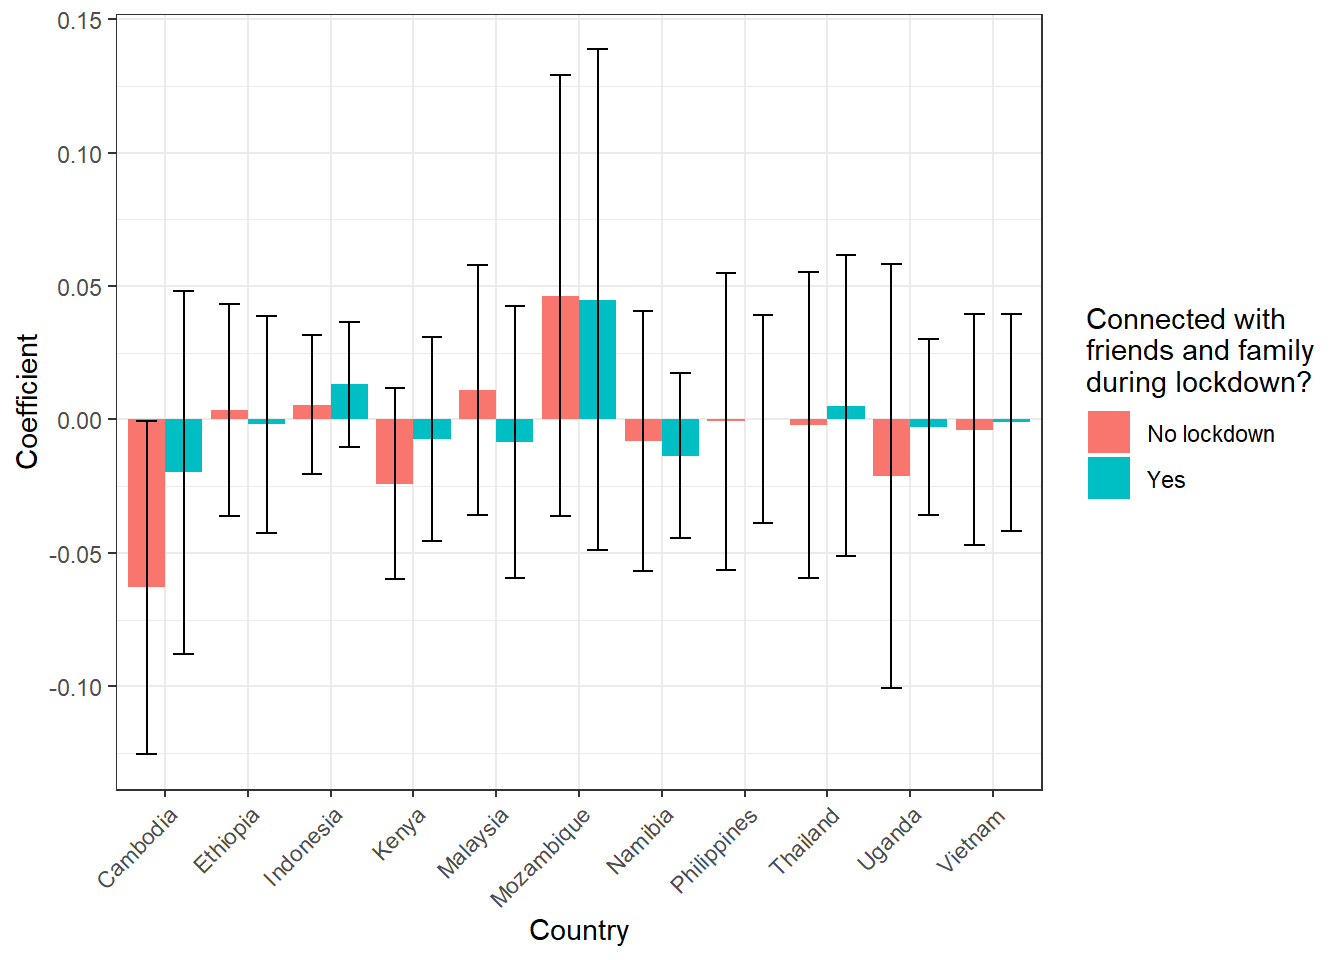 0.15
0.10
0.05
0.00
-0.05
-0.10
Coefficient
Cambodia
Ethiopia
Indonesia
Kenya
Malaysia
Mozambique
Namibia
Philippines
Thailand
Uganda
Vietnam
Country
Connected with
friends and family
during lockdown?
No lockdown
Yes